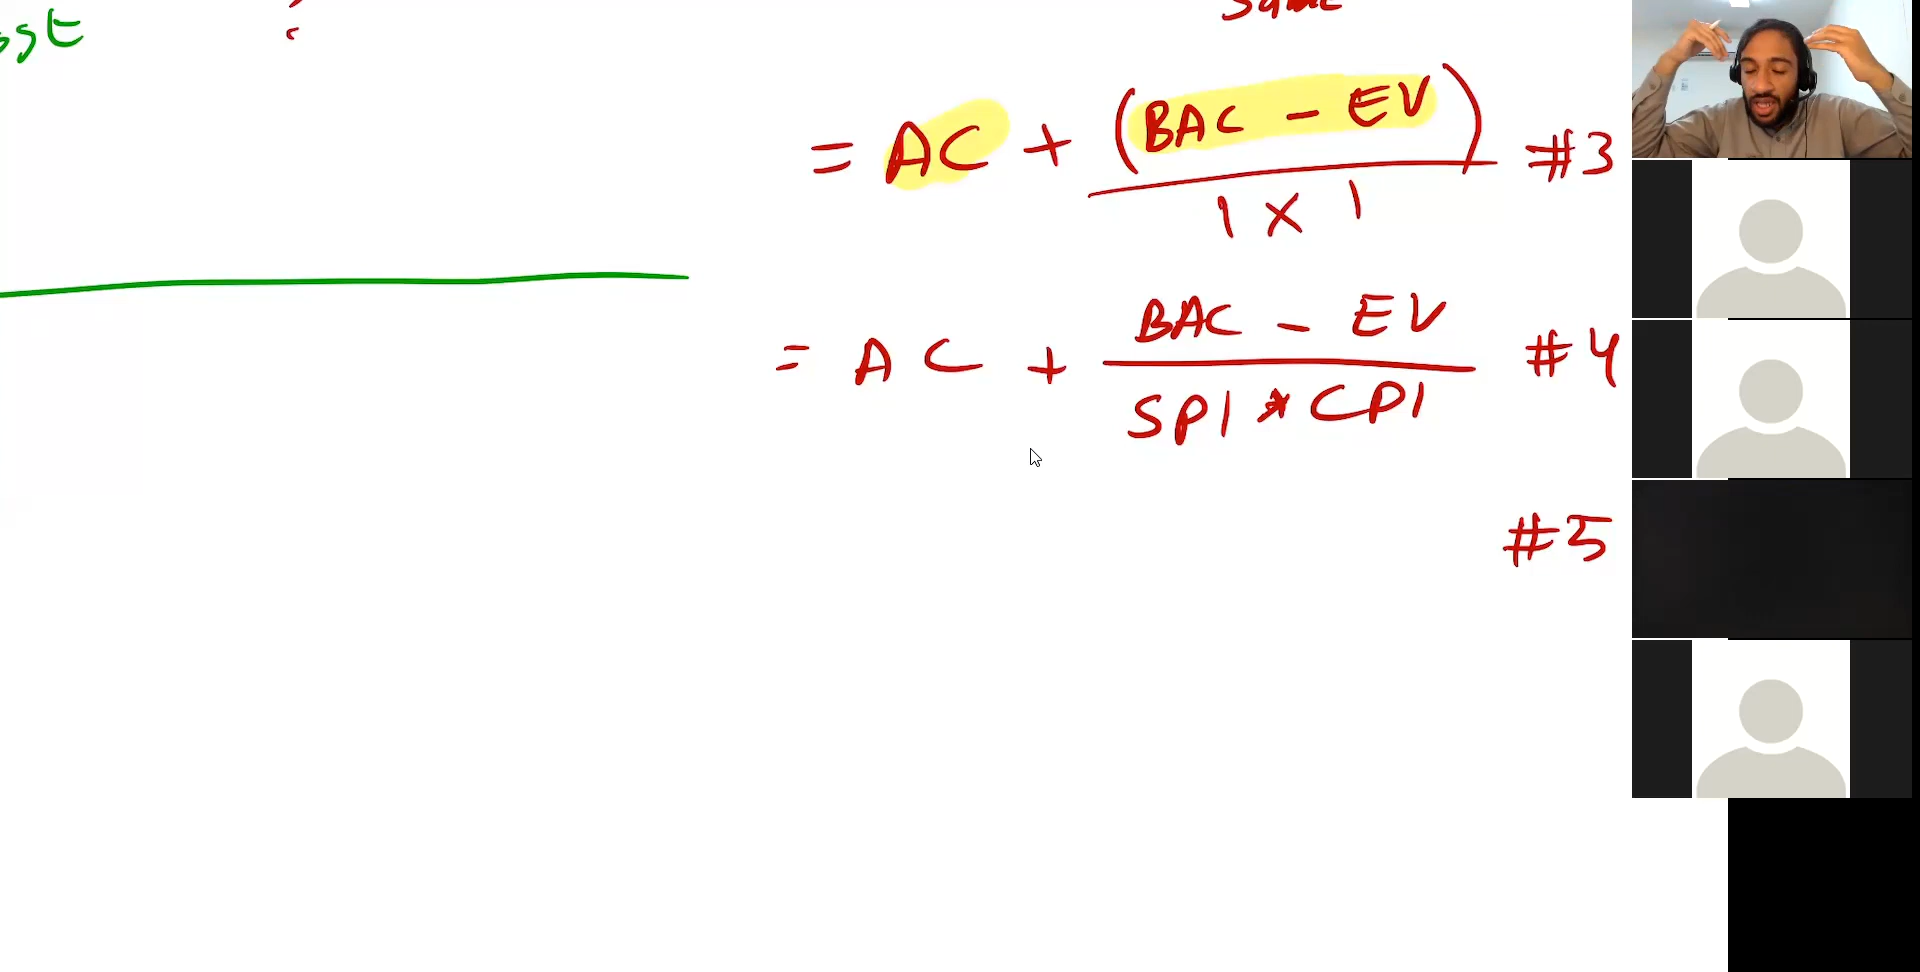 = AC + (BAC - EV) #3
1 x 1
= AC + BAC - EV #4
SPI * CPI
#5